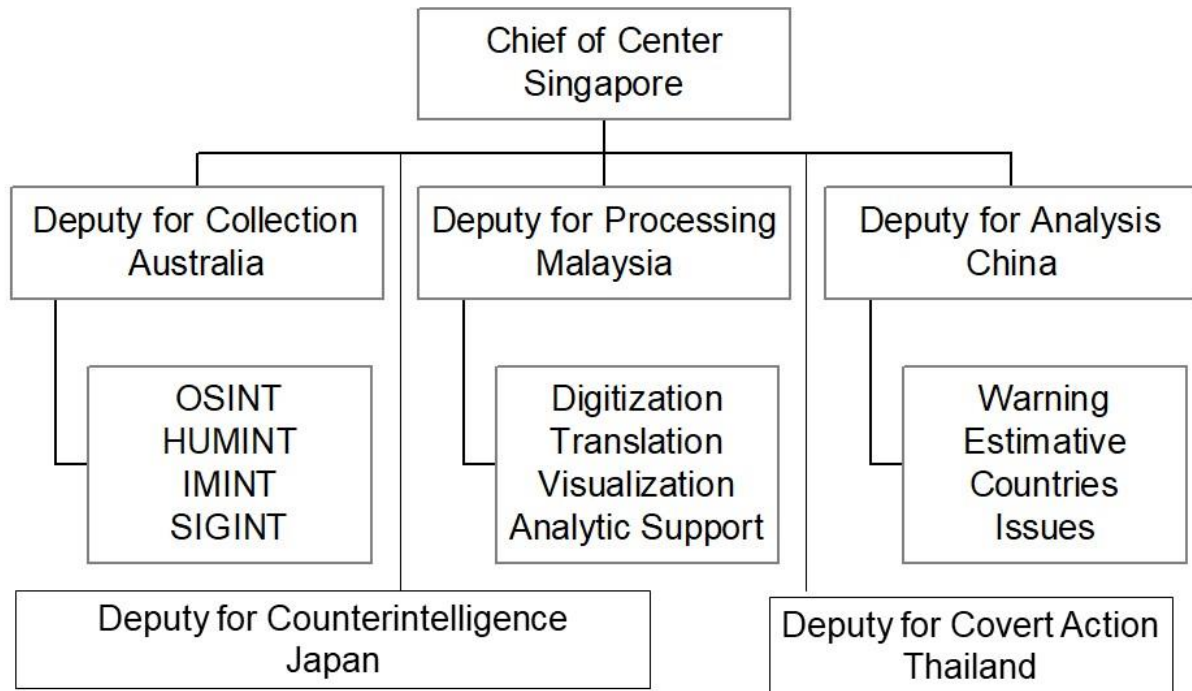 Chief of Center
Singapore
Deputy for Collection
Australia
Deputy for Processing
Malaysia
Deputy for Analysis
China
OSINT
HUMINT
IMINT
SIGINT
Digitization
Translation
Visualization
Analytic Support
Warning
Estimative
Countries
Issues
Deputy for Counterintelligence
Japan
Deputy for Covert Action
Thailand